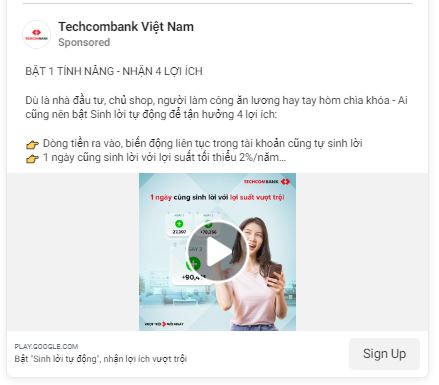 TECHCOMBANK
Techcombank Việt Nam
Sponsored
BẬT 1 TÍNH NĂNG - NHẬN 4 LỢI ÍCH
Dù là nhà đầu tư, chủ shop, người làm công ăn lương hay tay hòm chìa khóa - Ai
cũng nên bật Sinh lời tự động để tận hưởng 4 lợi ích:
👉 Dòng tiền ra vào, biến động liên tục trong tài khoản cũng tự sinh lời
👉 1 ngày cũng sinh lời với lợi suất tối thiểu 2%/năm...
TECHCOMBANK
1 ngày cũng sinh lời với lợi suất vượt trội
VƯỢT TRỘI MỖI NGÀY
PLAY.GOOGLE.COM
Bật "Sinh lời tự động", nhận lợi ích vượt trội
Sign Up